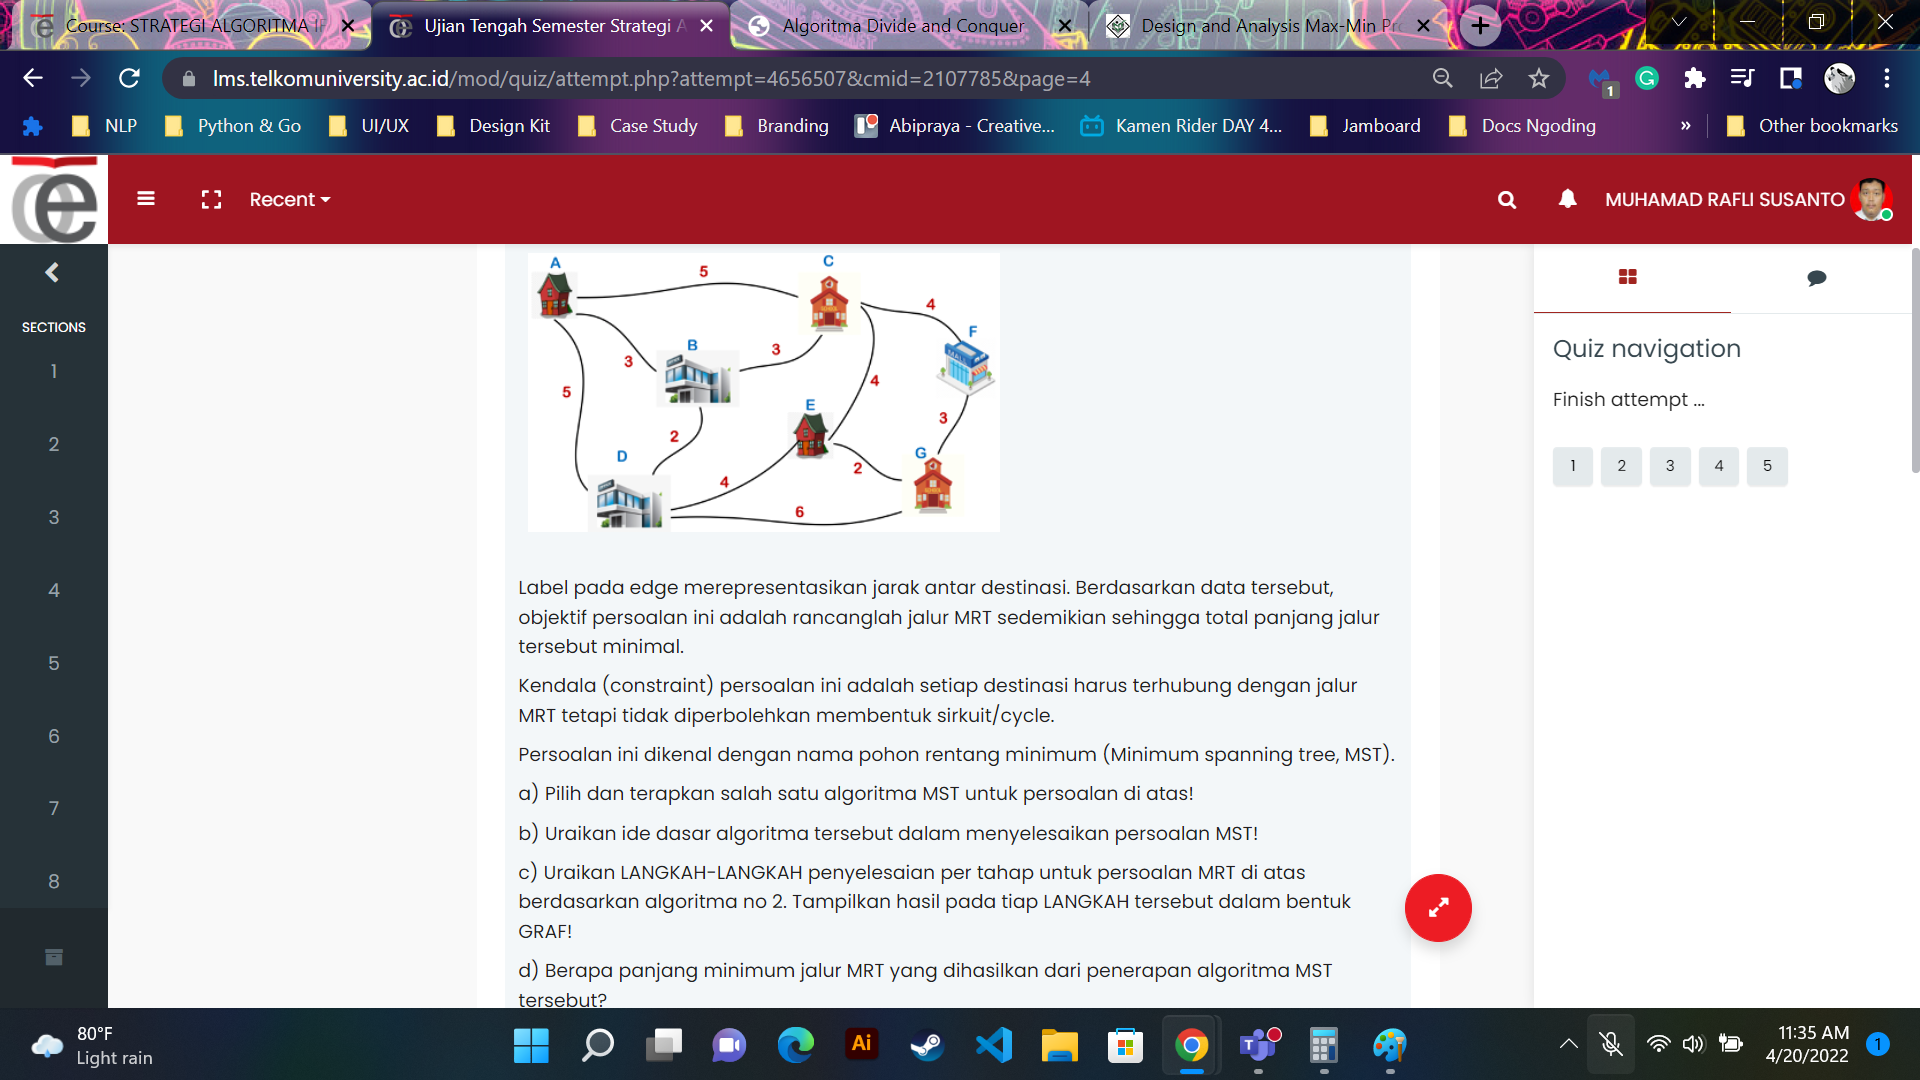 Course: STRATEGI ALGORITMA IF
Ujian Tengah Semester Strategi A
Algoritma Divide and Conquer
Design and Analysis Max-Min Pr
lms.telkomuniversity.ac.id/mod/quiz/attempt.php?attempt=4656507&cmid=2107785&page=4
1
NLP
Python & Go
UI/UX
Design Kit
Case Study
Branding
Abipraya - Creative...
Kamen Rider DAY 4...
Jamboard
Docs Ngoding
»
Other bookmarks
Recent
MUHAMAD RAFLI SUSANTO
SECTIONS
1
2
3
4
5
6
7
8
A
5
C
4
F
B
3
3
4
5
E
3
2
D
G
2
4
6
Label pada edge merepresentasikan jarak antar destinasi. Berdasarkan data tersebut,
objektif persoalan ini adalah rancanglah jalur MRT sedemikian sehingga total panjang jalur
tersebut minimal.
Kendala (constraint) persoalan ini adalah setiap destinasi harus terhubung dengan jalur
MRT tetapi tidak diperbolehkan membentuk sirkuit/cycle.
Persoalan ini dikenal dengan nama pohon rentang minimum (Minimum spanning tree, MST).
a) Pilih dan terapkan salah satu algoritma MST untuk persoalan di atas!
b) Uraikan ide dasar algoritma tersebut dalam menyelesaikan persoalan MST!
c) Uraikan LANGKAH-LANGKAH penyelesaian per tahap untuk persoalan MRT di atas
berdasarkan algoritma no 2. Tampilkan hasil pada tiap LANGKAH tersebut dalam bentuk
GRAF!
d) Berapa panjang minimum jalur MRT yang dihasilkan dari penerapan algoritma MST
tersebut?
Quiz navigation
Finish attempt ...
1 2 3 4 5
80°F
Light rain
Ai
11:35 AM
4/20/2022
1